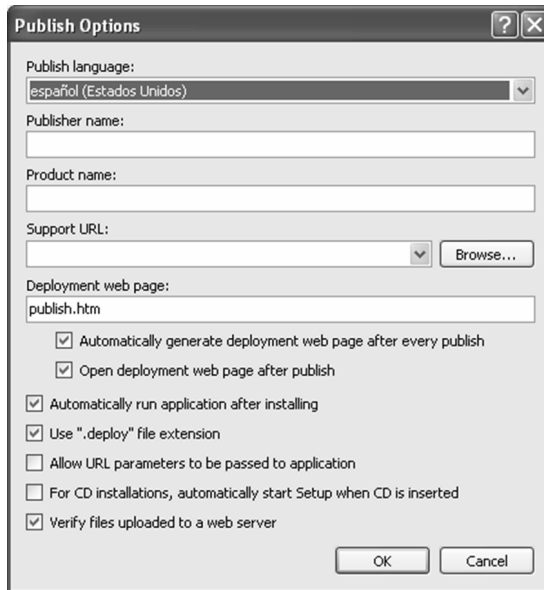 Publish Options
Publish language:
español (Estados Unidos)
Publisher name:
Product name:
Support URL:
Browse...
Deployment web page:
publish.htm
Automatically generate deployment web page after every publish
Open deployment web page after publish
Automatically run application after installing
Use ".deploy" file extension
Allow URL parameters to be passed to application
For CD installations, automatically start Setup when CD is inserted
Verify files uploaded to a web server
OK Cancel